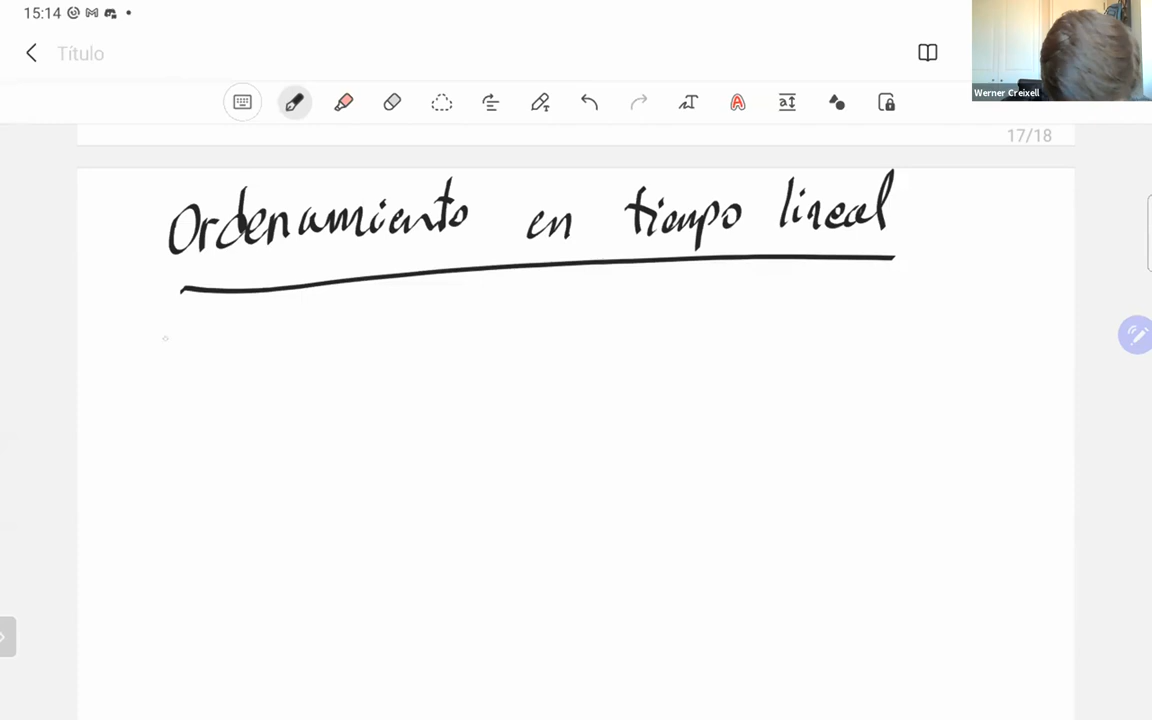 15:14
Título
Werner Creixell
17/18
Ordenamiento en tiempo lineal